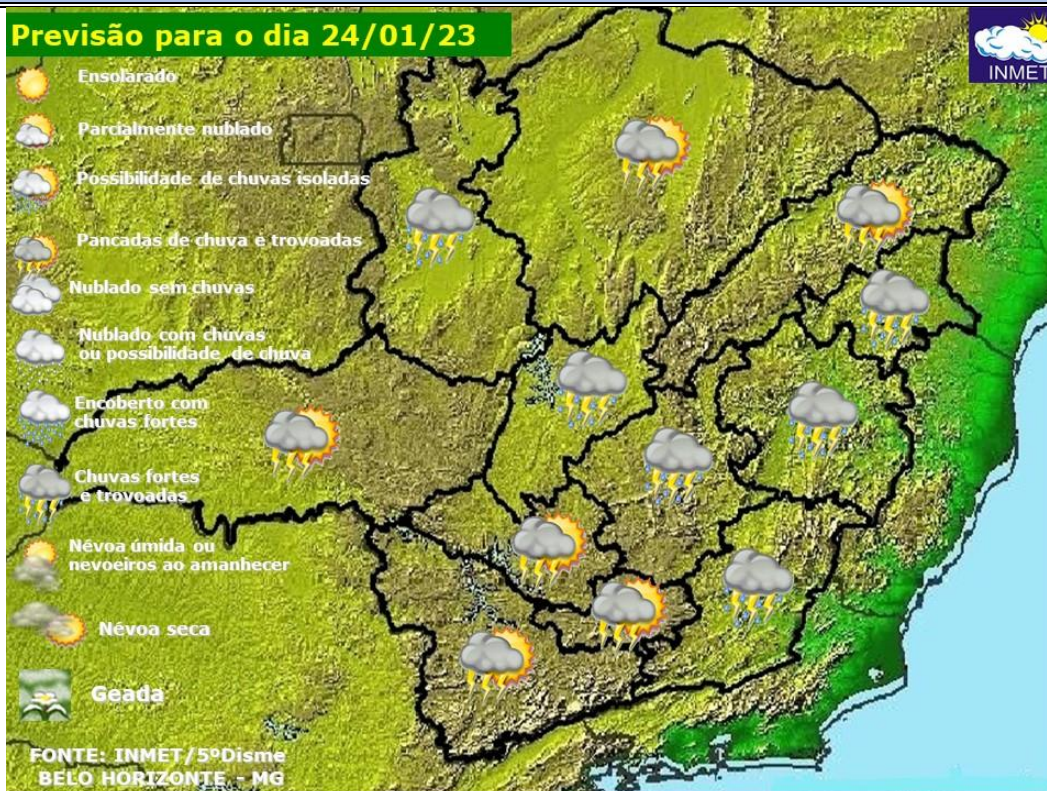 Previsão para o dia 24/01/23
INMET
Ensolarado
Parcialmente nublado
Possibilidade de chuvas isoladas
Pancadas de chuva e trovoadas
Nublado sem chuvas
Nublado com chuvas
ou possibilidade de chuva
Encoberto com
chuvas fortes
Chuvas fortes
e trovoadas
Névoa úmida ou
nevoeiros ao amanhecer
Névoa seca
Geada
FONTE: INMET/5ºDisme
BELO HORIZONTE - MG